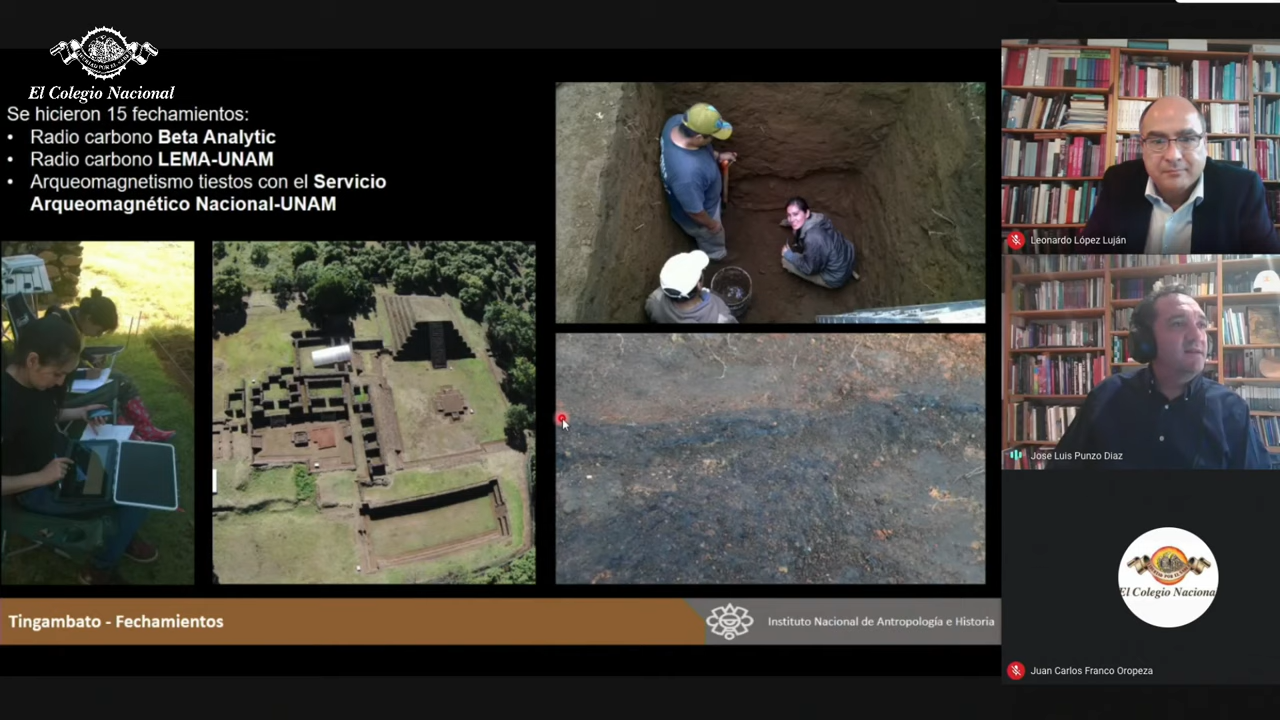 El Colegio Nacional
Se hicieron 15 fechamientos:
• Radio carbono Beta Analytic
• Radio carbono LEMA-UNAM
• Arqueomagnetismo tiestos con el Servicio
Arqueomagnético Nacional-UNAM
Tingambato - Fechamientos
Instituto Nacional de Antropología e Historia
Leonardo López Luján
Jose Luis Punzo Diaz
El Colegio Naciona
Juan Carlos Franco Oropeza